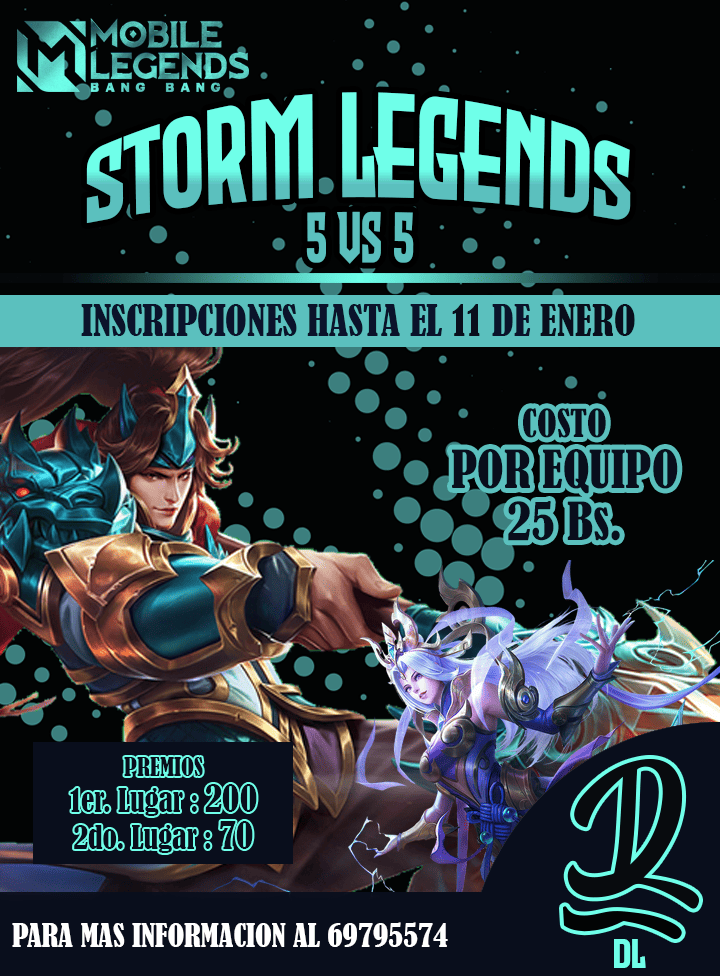 MOBILE
LEGENDS
BANG BANG
STORM LEGENDS
5 VS 5
INSCRIPCIONES HASTA EL 11 DE ENERO
COSTO
POR EQUIPO
25 Bs.
PREMIOS
1er. Lugar : 200
2do. Lugar : 70
DL
PARA MAS INFORMACION AL 69795574